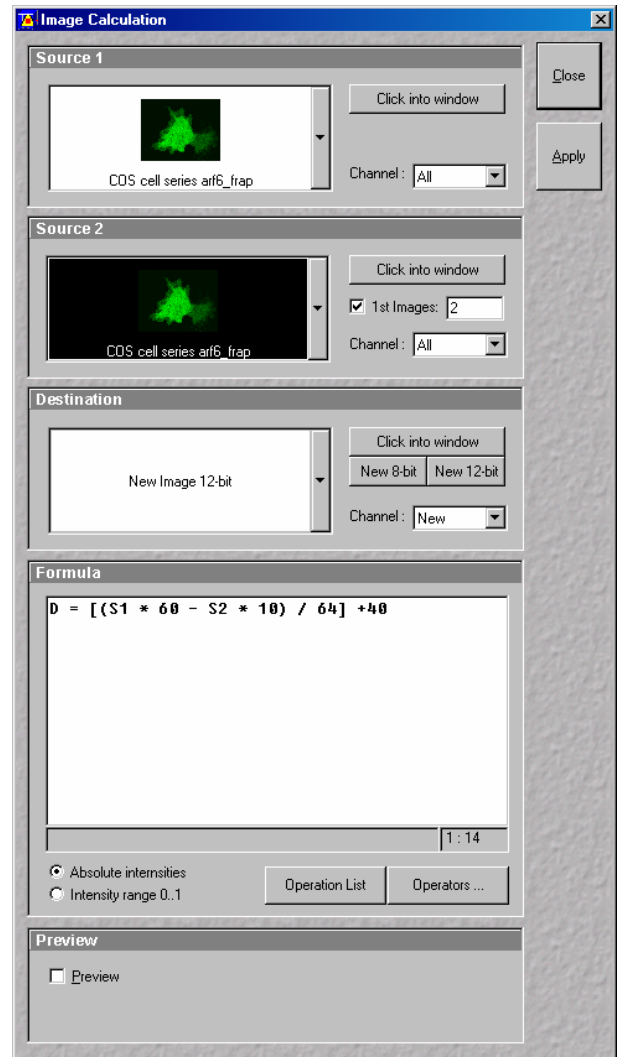 Image Calculation
Close
Apply
Source 1
Click into window
COS cell series arf6_frap
Channel: All
Source 2
Click into window
1st Images: 2
COS cell series arf6_frap
Channel: All
Destination
Click into window
New Image 12-bit
New 8-bit New 12-bit
Channel: New
Formula
D = [(S1 * 60 - S2 * 10) / 64] +40
1 : 14
Absolute internsities
Intensity range 0..1
Operation List
Operators ...
Preview
Preview